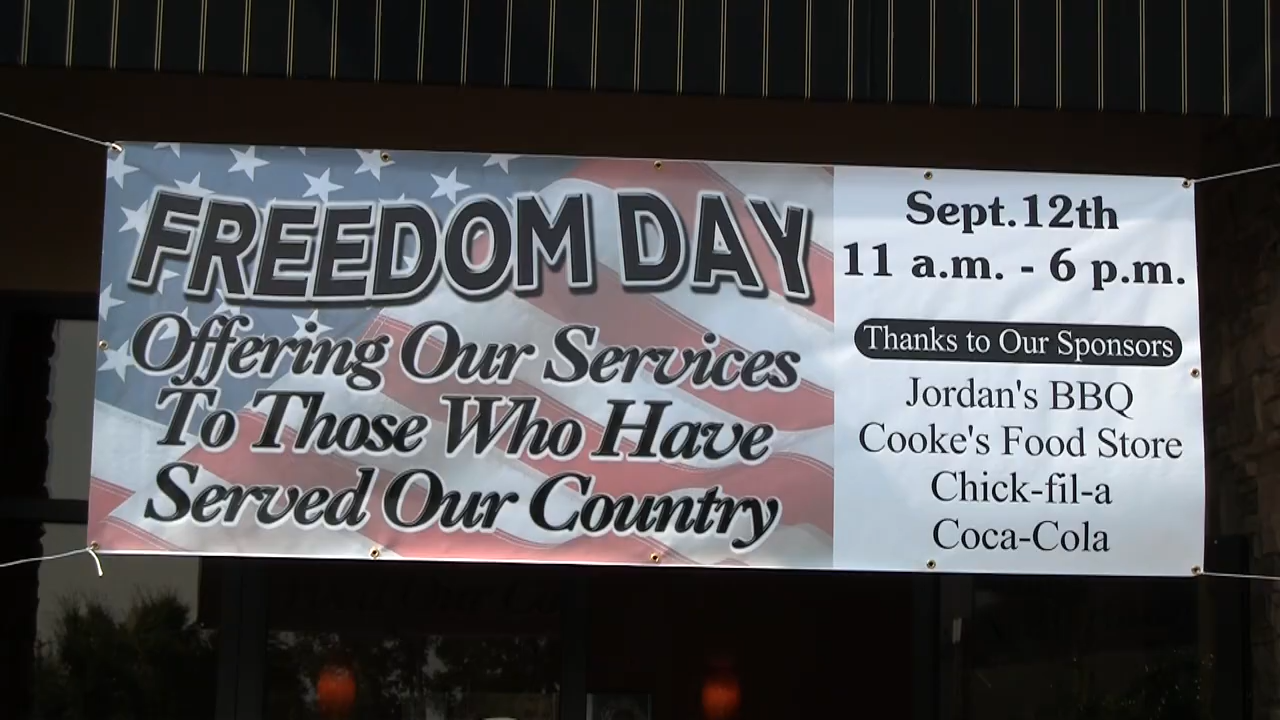 FREEDOM DAY
Offering Our Services
To Those Who Have
Served Our Country
Sept.12th
11 a.m. - 6 p.m.
Thanks to Our Sponsors
Jordan's BBQ
Cooke's Food Store
Chick-fil-a
Coca-Cola